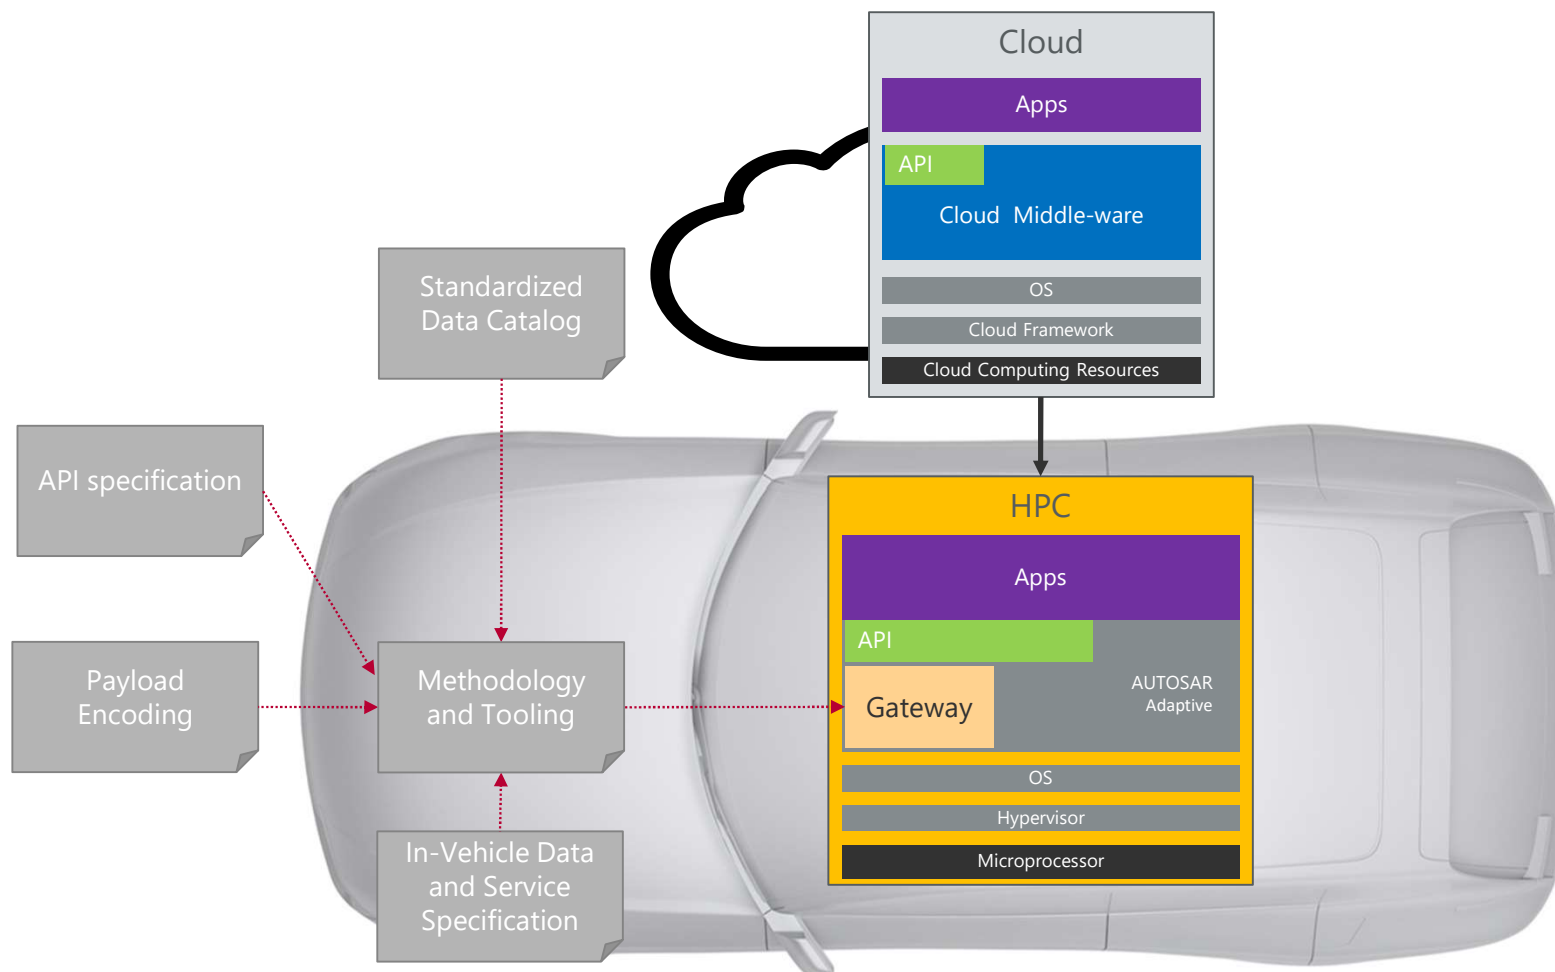 Cloud
Apps
API
Cloud  Middle-ware
OS
Cloud Framework
Cloud Computing Resources
Standardized
Data Catalog
API specification
Payload
Encoding
Methodology
and Tooling
In-Vehicle Data
and Service
Specification
HPC
Apps
API
Gateway
AUTOSAR
Adaptive
OS
Hypervisor
Microprocessor